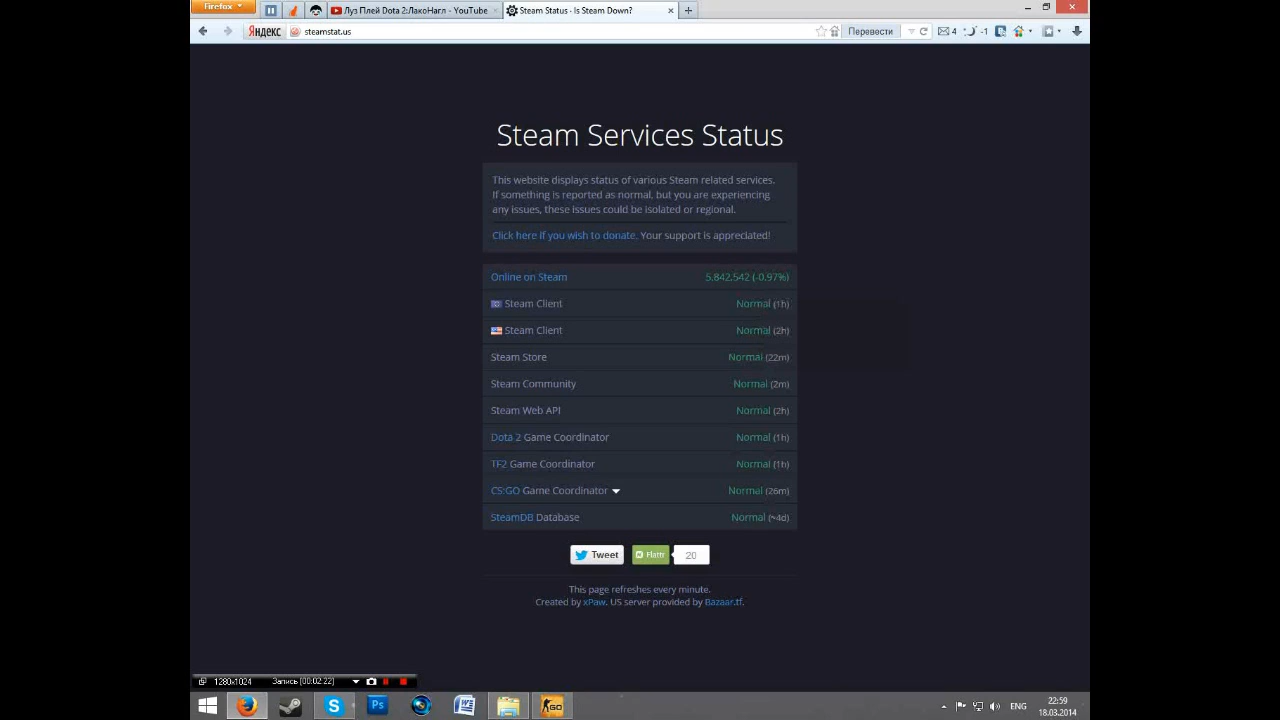 Firefox
Луз Плей Dota 2:ЛакоНагл - YouTube
Steam Status - Is Steam Down?
Яндекс
steamstat.us
Перевести
4
-1
Steam Services Status
This website displays status of various Steam related services.
If something is reported as normal, but you are experiencing
any issues, these issues could be isolated or regional.
Click here if you wish to donate. Your support is appreciated!
Online on Steam 5,842,542 (-0.97%)
Steam Client Normal (1h)
Steam Client Normal (2h)
Steam Store Normal (22m)
Steam Community Normal (2m)
Steam Web API Normal (2h)
Dota 2 Game Coordinator Normal (1h)
TF2 Game Coordinator Normal (1h)
CS:GO Game Coordinator Normal (26m)
SteamDB Database Normal (~4d)
Tweet
Flattr
20
This page refreshes every minute.
Created by xPaw. US server provided by Bazaar.tf.
1280x1024
Запись [00:02:22]
S
Ps
W
GO
ENG
22:59
18.03.2014